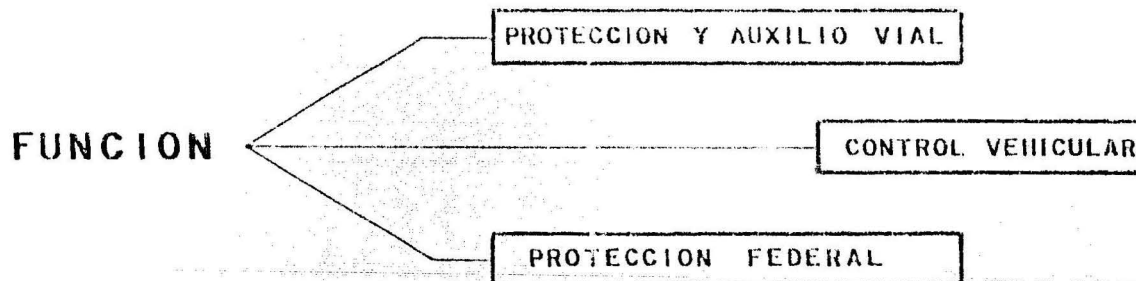 PROTECCION Y AUXILIO VIAL
FUNCION
CONTROL VEHICULAR
PROTECCION FEDERAL